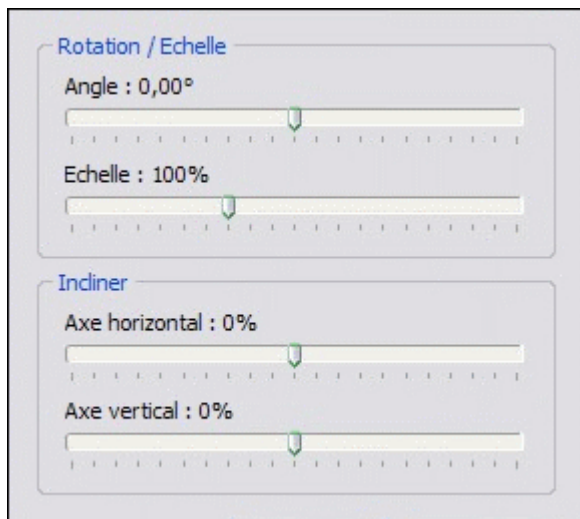 Rotation / Echelle
Angle : 0,00°
Echelle : 100%
Incliner
Axe horizontal : 0%
Axe vertical : 0%